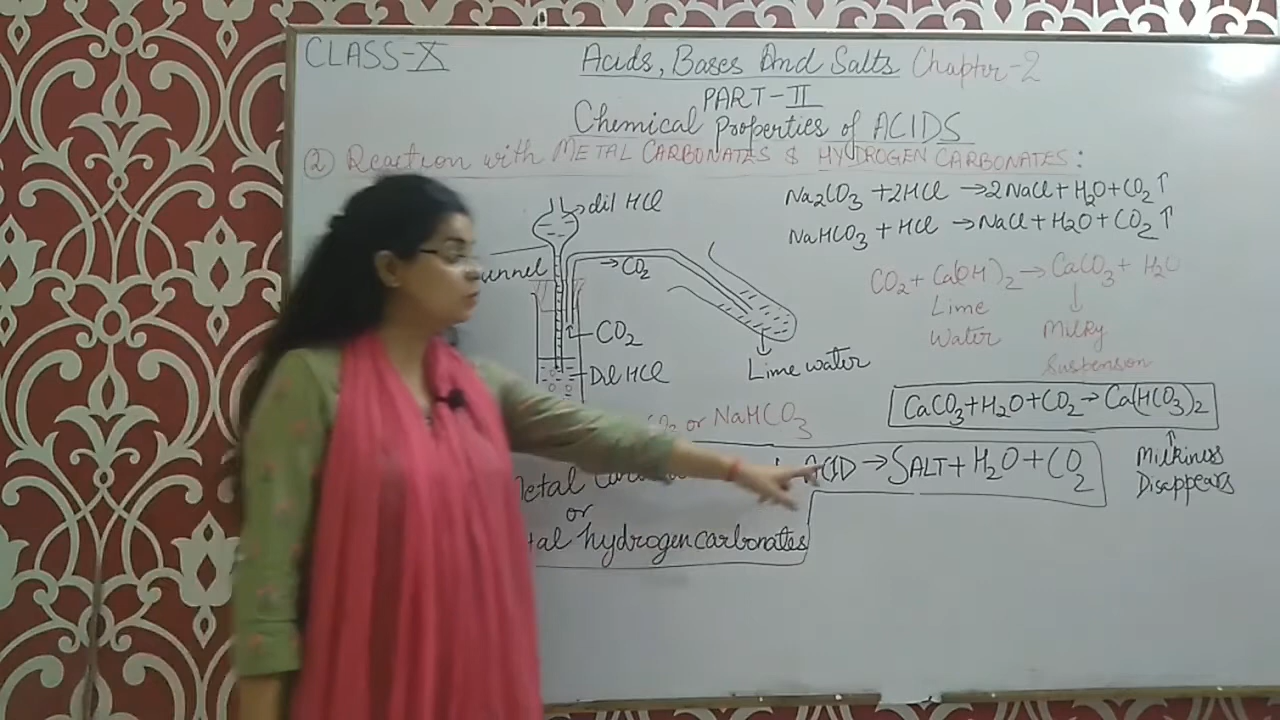 CLASS-X
Acids, Bases And Salts Chapter-2
PART-II
Chemical Properties of ACIDS
② Reaction with METAL CARBONATES & HYDROGEN CARBONATES:
dil HCl
→CO₂
CO₂
Dil HCl
Lime water
or NaHCO₃
Na₂CO₃ + 2HCl → 2NaCl + H₂O + CO₂↑
NaHCO₃ + HCl → NaCl + H₂O + CO₂↑
CO₂ + Ca(OH)₂ → CaCO₃ + H₂O
Lime Water
↓ Milky Suspension
CaCO₃ + H₂O + CO₂ → Ca(HCO₃)₂
↑ Milkiness Disappears
ACID → SALT + H₂O + CO₂
or
hydrogen carbonates